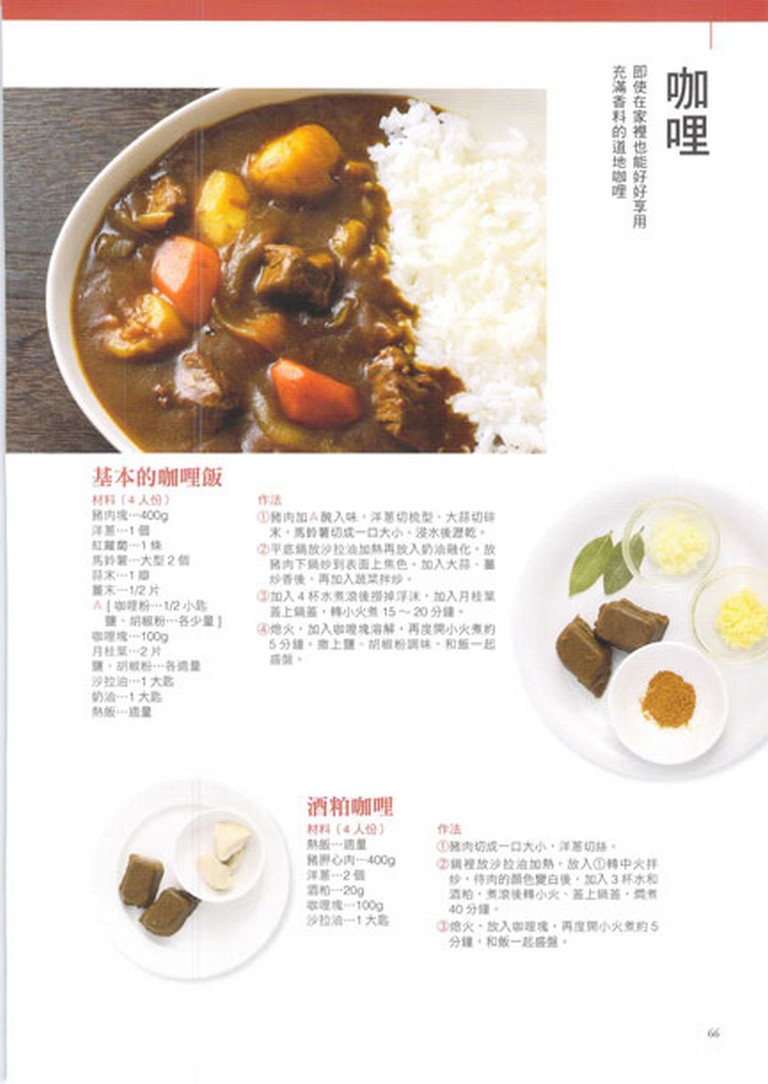 咖哩
即使在家裡也能好好享用
充滿香料的道地咖哩
基本的咖哩飯
材料（4 人份）
豬肉塊…400g
洋蔥…1 個
紅蘿蔔…1 條
馬鈴薯…大型 2 個
蒜末…1 瓣
薑末…1/2 片
A [ 咖哩粉…1/2 小匙
鹽、胡椒粉…各少量 ]
咖哩塊…100g
月桂葉…2 片
鹽、胡椒粉…各適量
沙拉油…1 大匙
奶油…1 大匙
熱飯…適量
作法
①豬肉加 A 醃入味，洋蔥切梳型、大蒜切碎
末，馬鈴薯切成一口大小、浸水後瀝乾。
②平底鍋放沙拉油加熱再放入奶油融化，放
豬肉下鍋炒到表面上焦色。加入大蒜、薑
炒香後，再加入蔬菜拌炒。
③加入 4 杯水煮滾後撈掉浮沫，加入月桂葉
蓋上鍋蓋，轉小火煮 15 ～ 20 分鐘。
④熄火，加入咖哩塊溶解，再度開小火煮約
5 分鐘。撒上鹽、胡椒粉調味，和飯一起
盛盤。
酒粕咖哩
材料（4 人份）
熱飯…適量
豬胛心肉…400g
洋蔥…2 個
酒粕…20g
咖哩塊…100g
沙拉油…1 大匙
作法
①豬肉切成一口大小，洋蔥切絲。
②鍋裡放沙拉油加熱，放入①轉中火拌
炒，待肉的顏色變白後，加入 3 杯水和
酒粕，煮滾後轉小火、蓋上鍋蓋，燜煮
40 分鐘。
③熄火，放入咖哩塊，再度開小火煮約 5
分鐘，和飯一起盛盤。
66